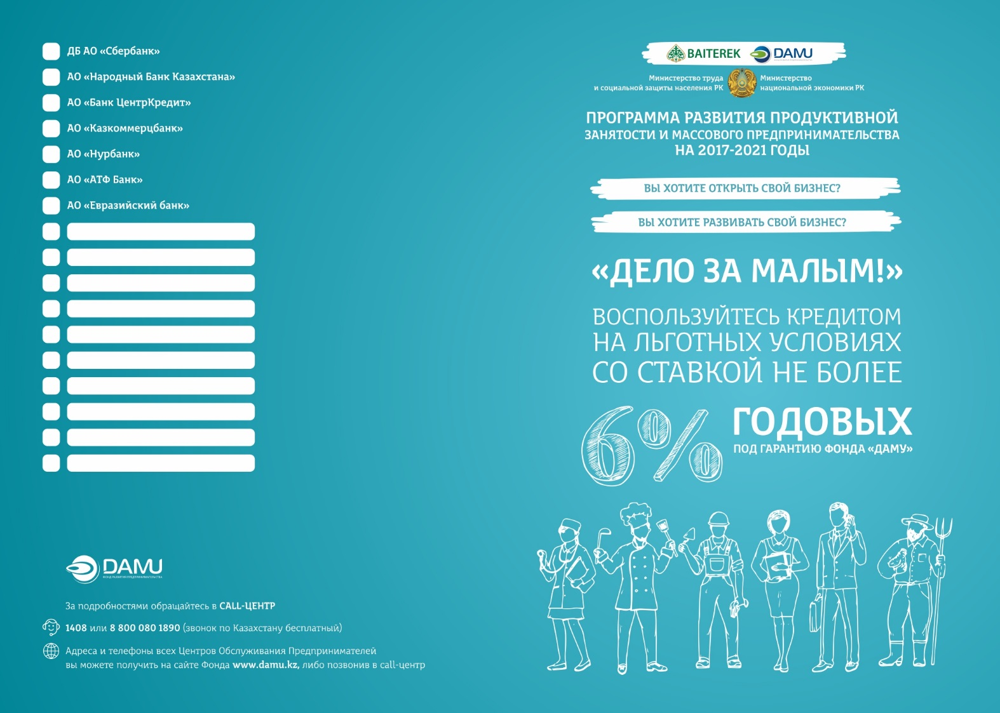 ДБ АО «Сбербанк»
АО «Народный Банк Казахстана»
АО «Банк ЦентрКредит»
АО «Казкоммерцбанк»
АО «Нурбанк»
АО «АТФ Банк»
АО «Евразийский банк»
DAMU
ФОНД РАЗВИТИЯ ПРЕДПРИНИМАТЕЛЬСТВА
За подробностями обращайтесь в CALL-ЦЕНТР
1408 или 8 800 080 1890 (звонок по Казахстану бесплатный)
Адреса и телефоны всех Центров Обслуживания Предпринимателей
вы можете получить на сайте Фонда www.damu.kz, либо позвонив в call-центр
BAITEREK DAMU
Министерство труда
и социальной защиты населения РК
Министерство
национальной экономики РК
ПРОГРАММА РАЗВИТИЯ ПРОДУКТИВНОЙ
ЗАНЯТОСТИ И МАССОВОГО ПРЕДПРИНИМАТЕЛЬСТВА
НА 2017-2021 ГОДЫ
ВЫ ХОТИТЕ ОТКРЫТЬ СВОЙ БИЗНЕС?
ВЫ ХОТИТЕ РАЗВИВАТЬ СВОЙ БИЗНЕС?
«ДЕЛО ЗА МАЛЫМ!»
ВОСПОЛЬЗУЙТЕСЬ КРЕДИТОМ
НА ЛЬГОТНЫХ УСЛОВИЯХ
СО СТАВКОЙ НЕ БОЛЕЕ
6% ГОДОВЫХ
ПОД ГАРАНТИЮ ФОНДА «ДАМУ»